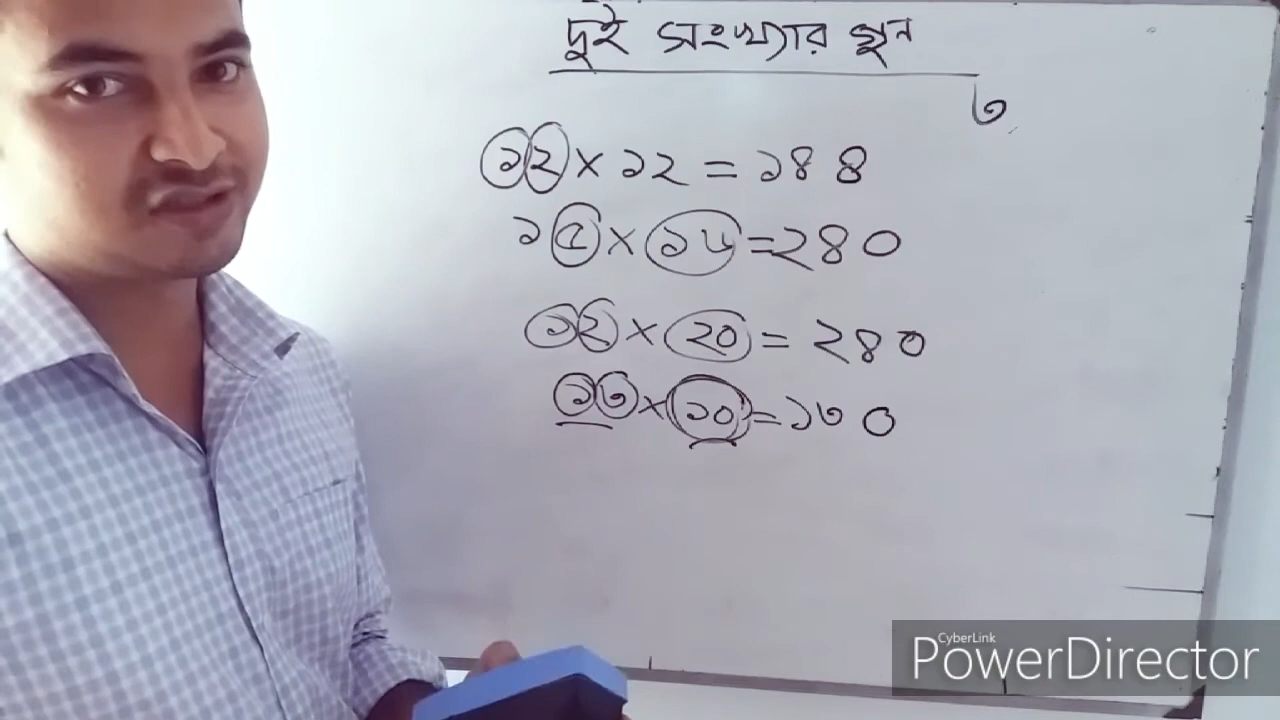 দুই সংখ্যার গুন
৩
১২ × ১২ = ১৪৪
১৫ × ১৬ = ২৪০
১২ × ২০ = ২৪০
১৩ × ১০ = ১৩০
CyberLink
PowerDirector